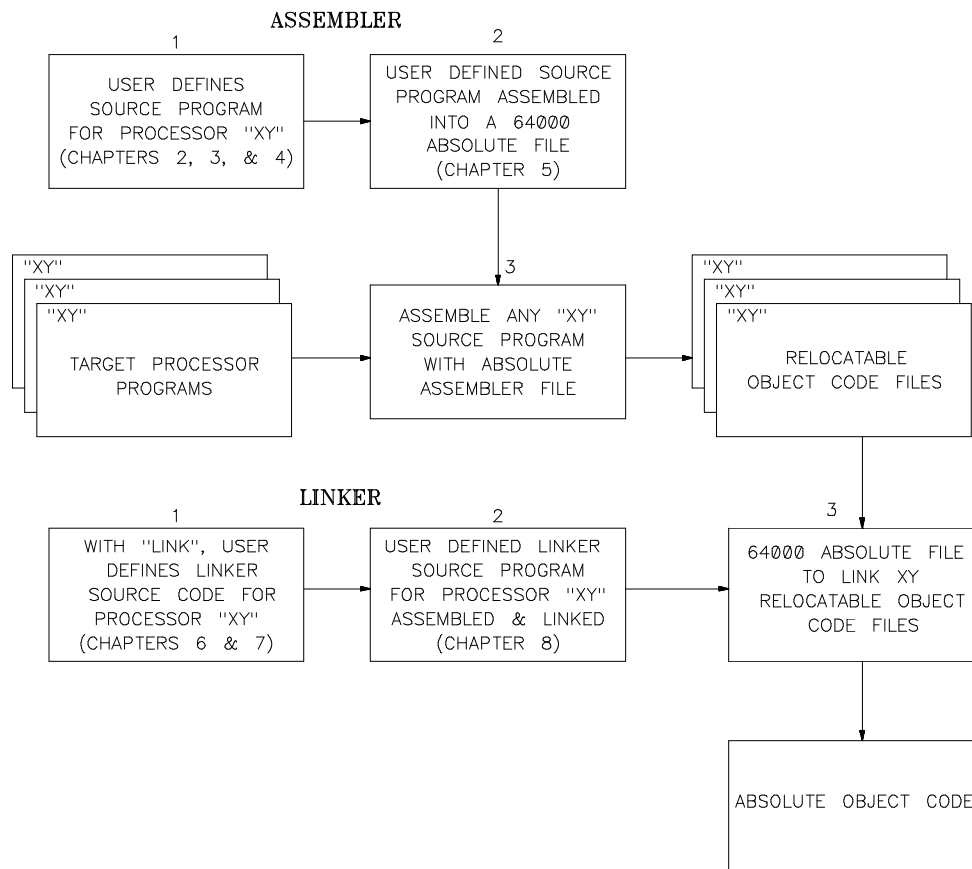 ASSEMBLER
1
USER DEFINES
SOURCE PROGRAM
FOR PROCESSOR "XY"
(CHAPTERS 2, 3, & 4)
2
USER DEFINED SOURCE
PROGRAM ASSEMBLED
INTO A 64000
ABSOLUTE FILE
(CHAPTER 5)
"XY"
"XY"
"XY"
TARGET PROCESSOR
PROGRAMS
3
ASSEMBLE ANY "XY"
SOURCE PROGRAM
WITH ABSOLUTE
ASSEMBLER FILE
"XY"
"XY"
"XY"
RELOCATABLE
OBJECT CODE FILES
LINKER
1
WITH "LINK", USER
DEFINES LINKER
SOURCE CODE FOR
PROCESSOR "XY"
(CHAPTERS 6 & 7)
2
USER DEFINED LINKER
SOURCE PROGRAM
FOR PROCESSOR "XY"
ASSEMBLED & LINKED
(CHAPTER 8)
3
64000 ABSOLUTE FILE
TO LINK XY
RELOCATABLE OBJECT
CODE FILES
ABSOLUTE OBJECT CODE